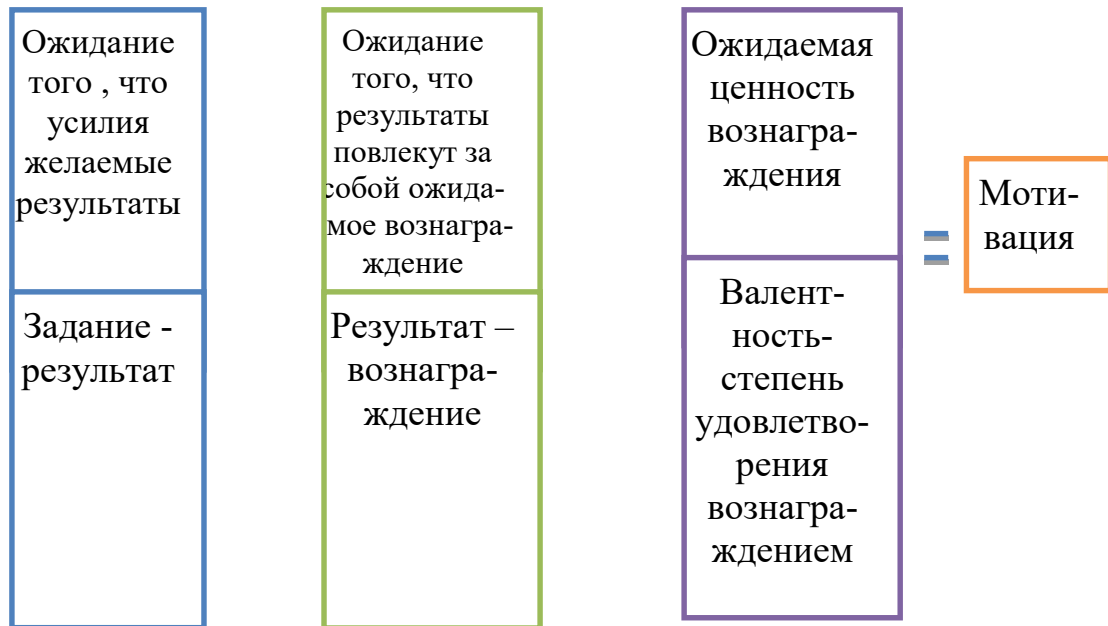 Ожидание
того , что
усилия
желаемые
результаты
Задание -
результат
Ожидание
того, что
результаты
повлекут за
собой ожида-
мое вознагра-
ждение
Результат –
вознагра-
ждение
Ожидаемая
ценность
вознагра-
ждения
Валент-
ность-
степень
удовлетво-
рения
вознагра-
ждением
=
Моти-
вация